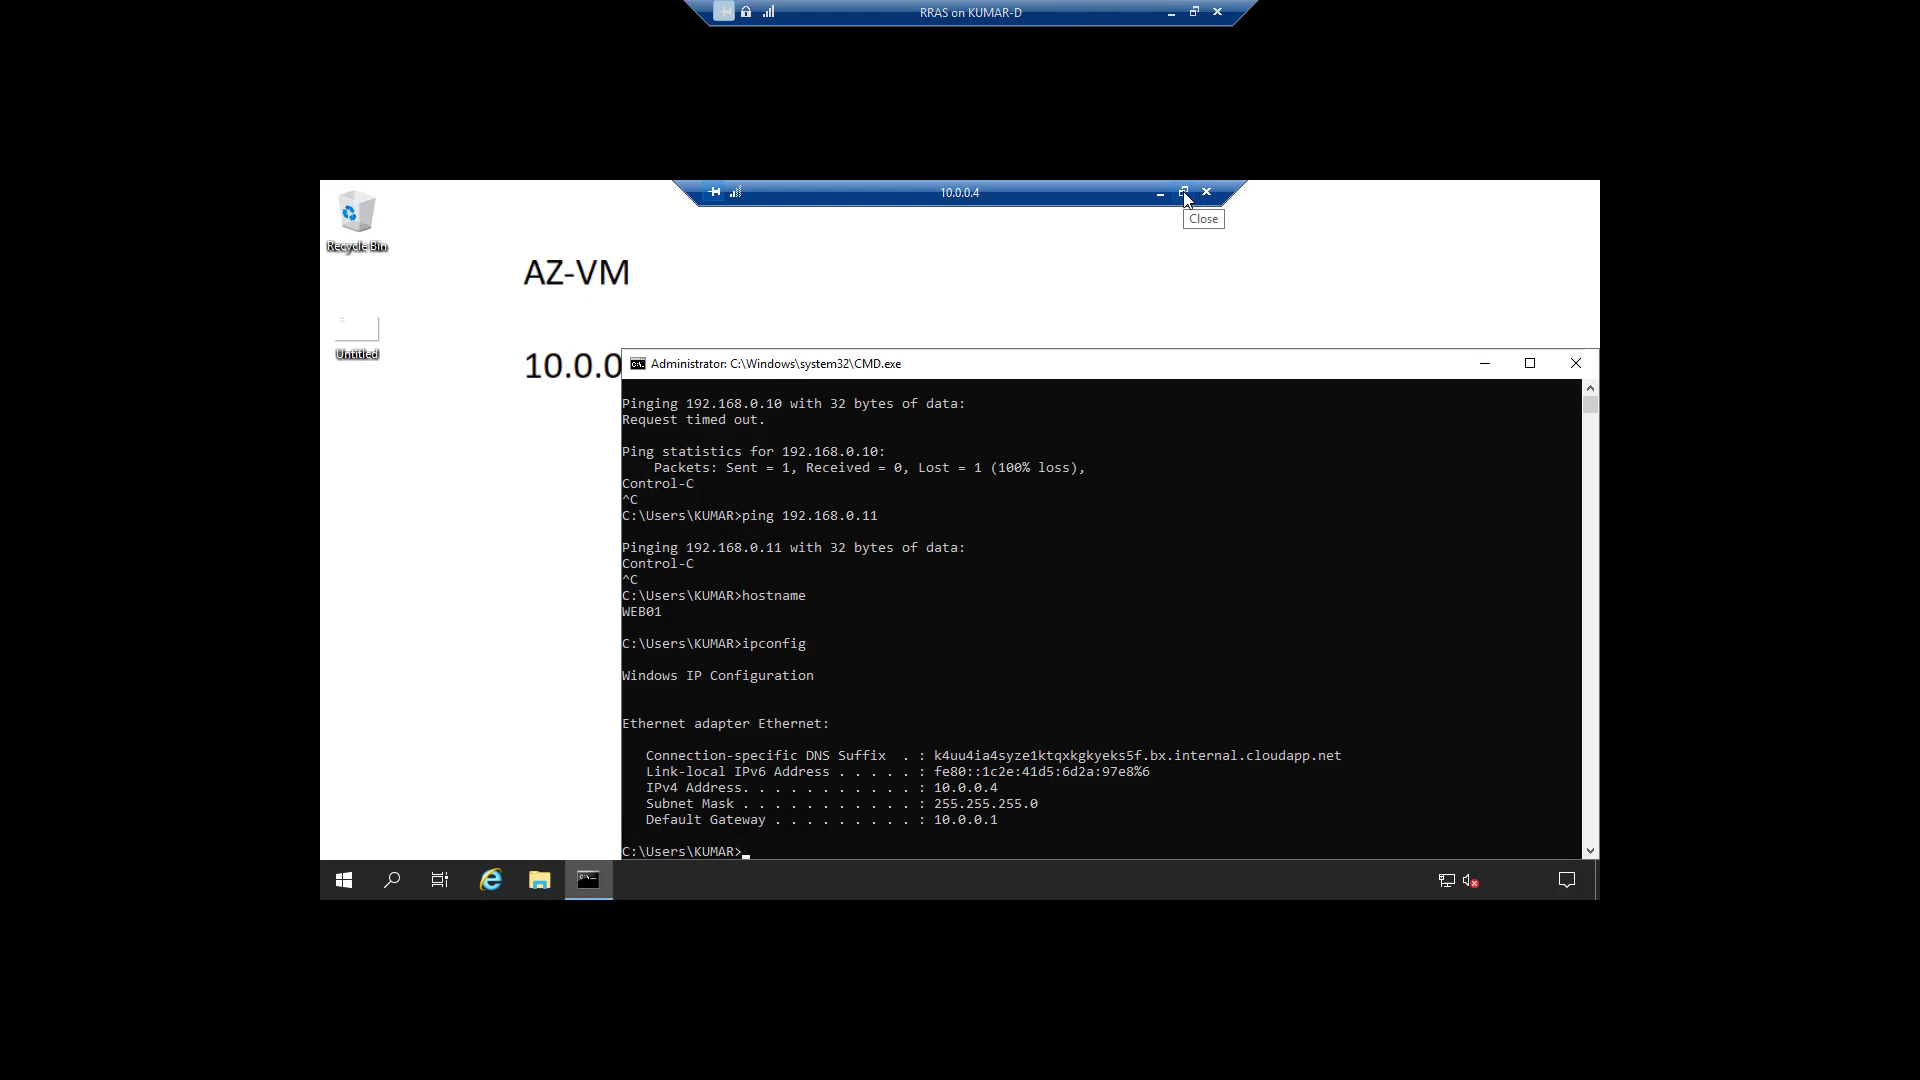 RRAS on KUMAR-D
10.0.0.4
Close
Recycle Bin
AZ-VM
Untitled
10.0.0
Administrator: C:\Windows\system32\CMD.exe
Pinging 192.168.0.10 with 32 bytes of data:
Request timed out.
Ping statistics for 192.168.0.10:
Packets: Sent = 1, Received = 0, Lost = 1 (100% loss),
Control-C
^C
C:\Users\KUMAR>ping 192.168.0.11
Pinging 192.168.0.11 with 32 bytes of data:
Control-C
^C
C:\Users\KUMAR>hostname
WEB01
C:\Users\KUMAR>ipconfig
Windows IP Configuration
Ethernet adapter Ethernet:
Connection-specific DNS Suffix  . : k4uu4ia4syze1ktqxkgkyeks5f.bx.internal.cloudapp.net
Link-local IPv6 Address . . . . . : fe80::1c2e:41d5:6d2a:97e8%6
IPv4 Address. . . . . . . . . . . : 10.0.0.4
Subnet Mask . . . . . . . . . . . : 255.255.255.0
Default Gateway . . . . . . . . . : 10.0.0.1
C:\Users\KUMAR>